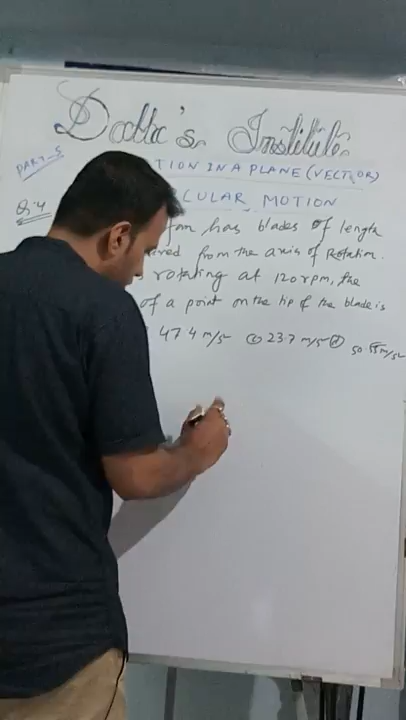 Datta's Institute
PART-5
TION IN A PLANE (VECTOR)
CULAR MOTION
Q.4 fan has blades of length
ured from the axis of Rotation.
rotating at 120 rpm, the
of a point on the tip of the blade is
47.4 m/s² (c) 23.7 m/s² (d) 50.55 m/s²